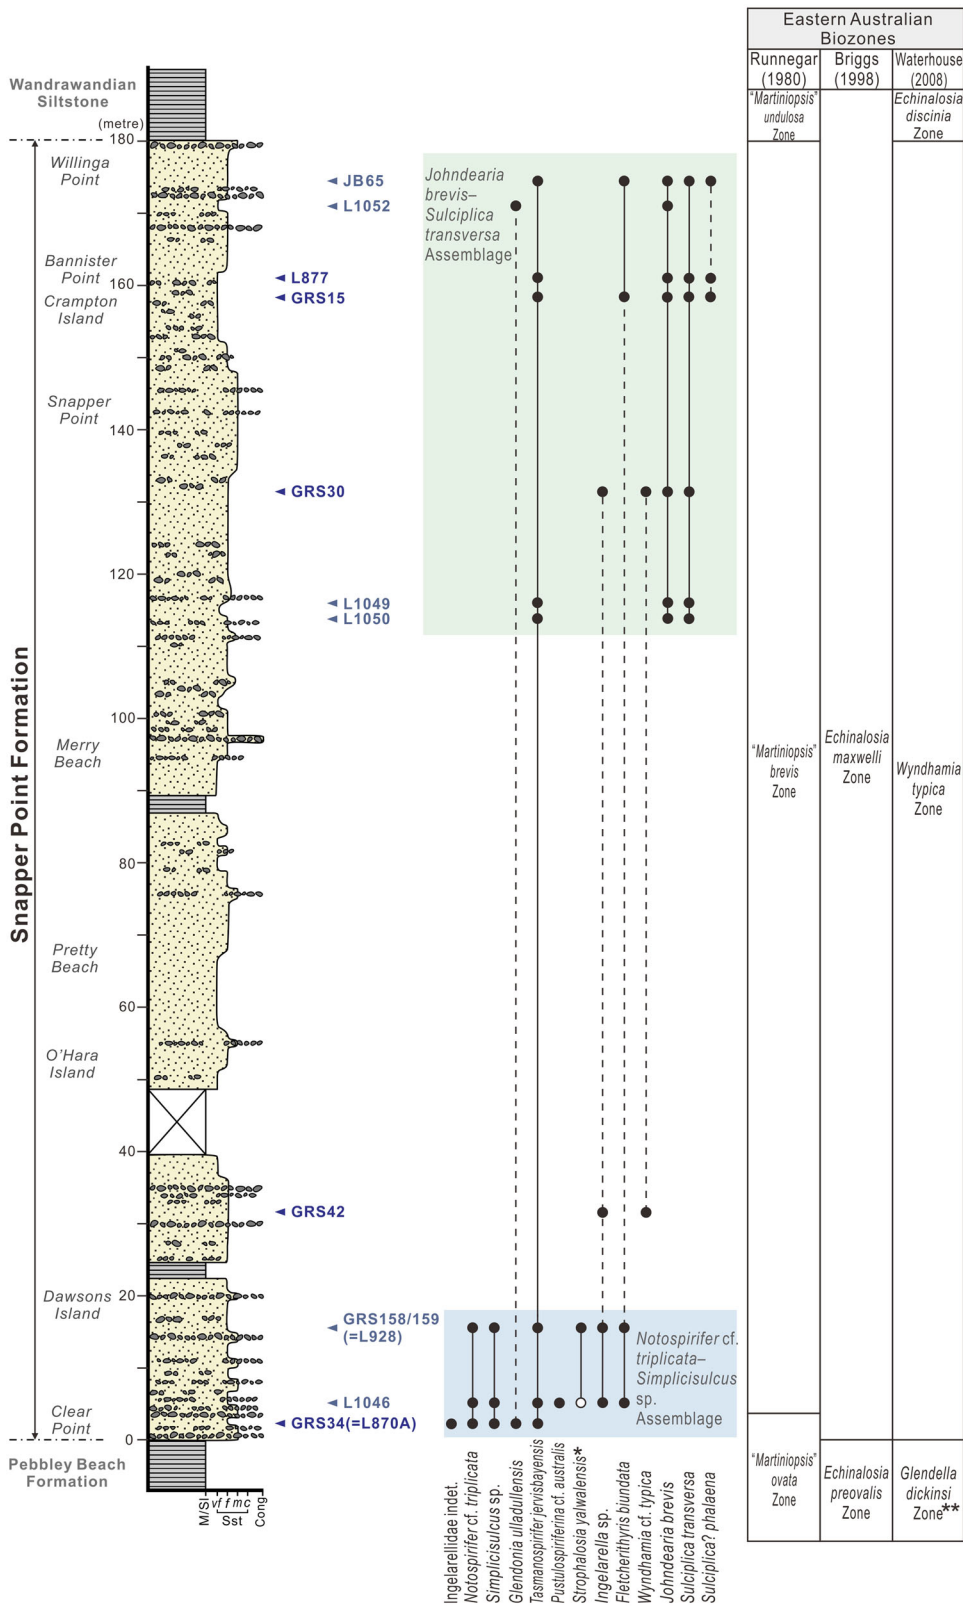 Eastern Australian
Biozones
Runnegar
(1980)
Briggs
(1998)
Waterhouse
(2008)
"Martiniopsis"
undulosa
Zone
Echinalosia
discinia
Zone
"Martiniopsis"
brevis
Zone
Echinalosia
maxwelli
Zone
Wyndhamia
typica
Zone
"Martiniopsis"
ovata
Zone
Echinalosia
preovalis
Zone
Glendella
dickinsi
Zone**
Wandrawandian
Siltstone
(metre)
180
160
140
120
100
80
60
40
20
0
Snapper Point Formation
Willinga
Point
Bannister
Point
Crampton
Island
Snapper
Point
Merry
Beach
Pretty
Beach
O'Hara
Island
Dawsons
Island
Clear
Point
Pebbley Beach
Formation
M/SI
vf f m c
Sst
Cong
JB65
L1052
L877
GRS15
GRS30
L1049
L1050
GRS42
GRS158/159
(=L928)
L1046
GRS34(=L870A)
Johndearia
brevis–
Sulciplica
transversa
Assemblage
Notospirifer cf.
triplicata–
Simplicisulcus
sp.
Assemblage
Ingelarellidae indet.
Notospirifer cf. triplicata
Simplicisulcus sp.
Glendonia ulladullensis
Tasmanospirifer jervisbayensis
Pustulospiriferina cf. australis
Strophalosia yalwalensis*
Ingelarella sp.
Fletcherithyris biundata
Wyndhamia cf. typica
Johndearia brevis
Sulciplica transversa
Sulciplica? phalaena